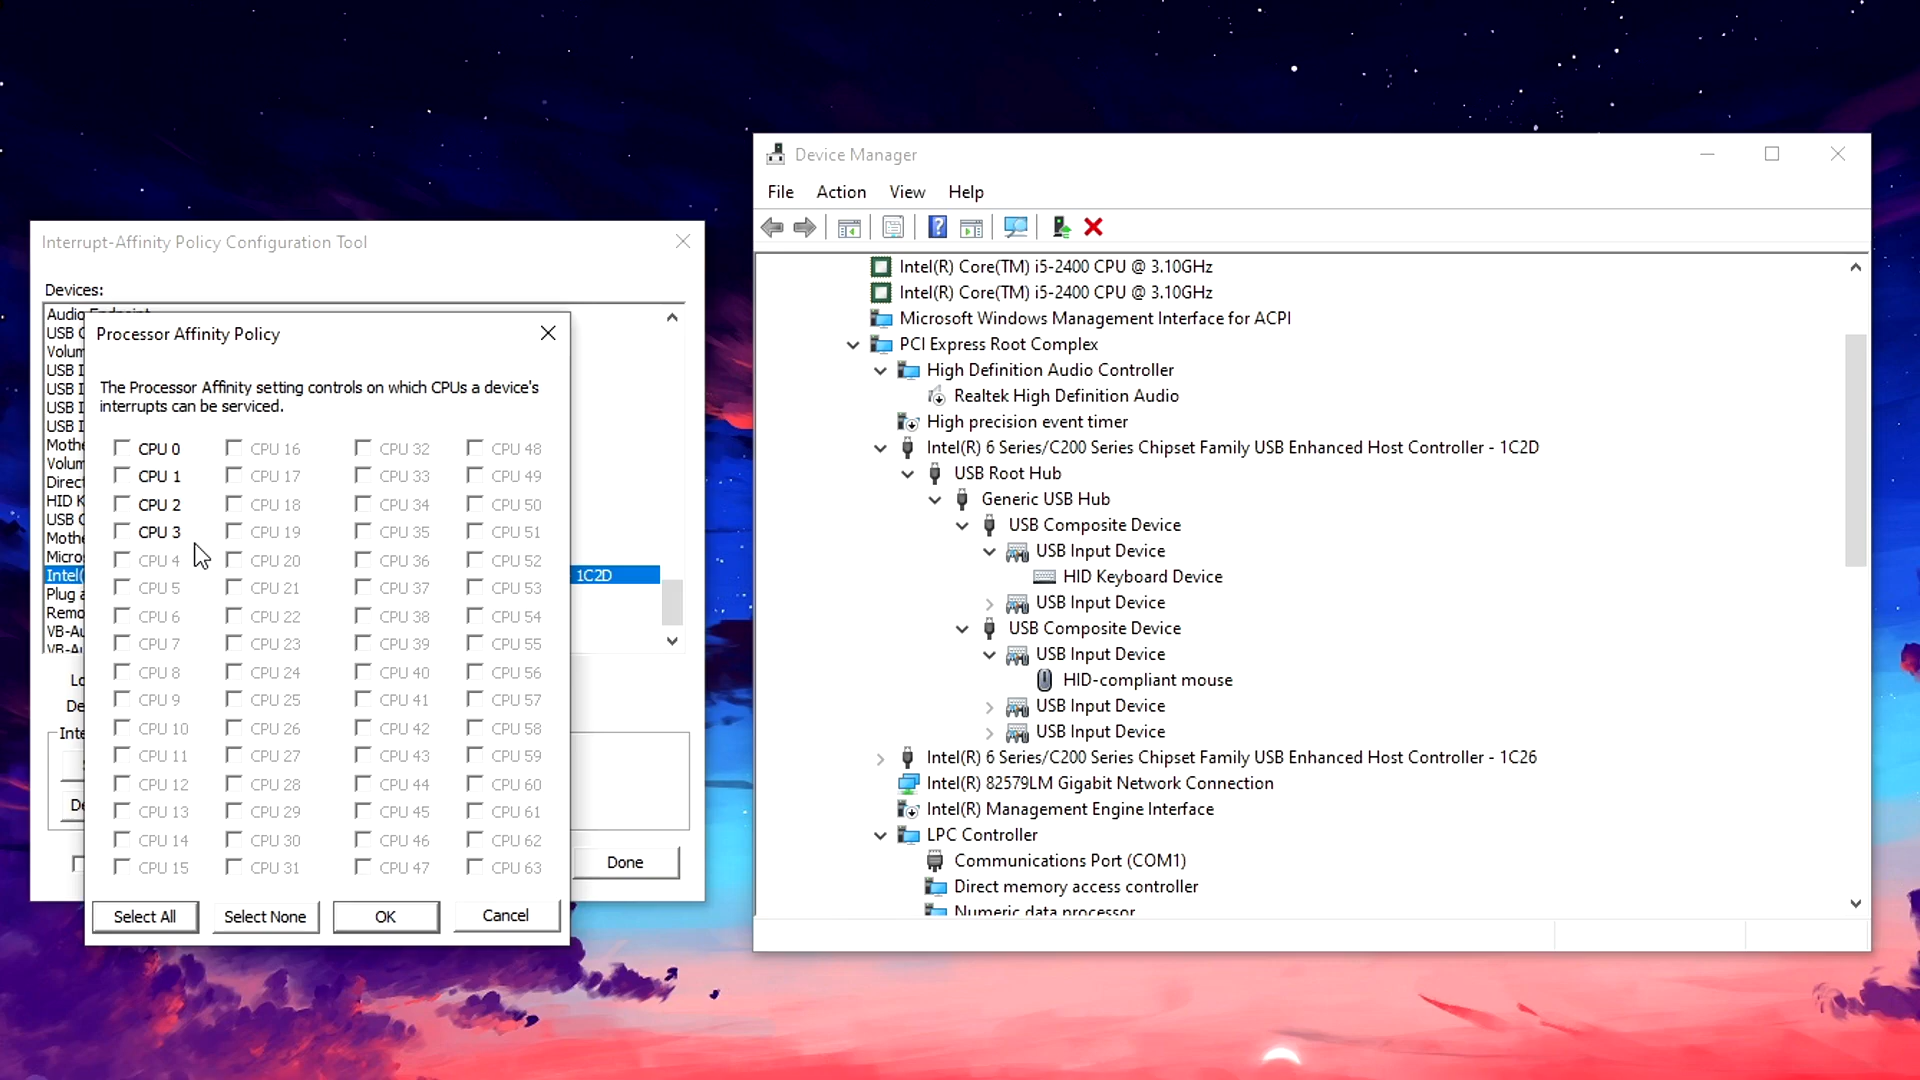 Interrupt-Affinity Policy Configuration Tool
Devices:
USB
USB
USB
USB
USB
HID
USB
Intel(
1C2D
Done
Processor Affinity Policy
The Processor Affinity setting controls on which CPUs a device's
interrupts can be serviced.
CPU 0 CPU 16 CPU 32 CPU 48
CPU 1 CPU 17 CPU 33 CPU 49
CPU 2 CPU 18 CPU 34 CPU 50
CPU 3 CPU 19 CPU 35 CPU 51
CPU 4 CPU 20 CPU 36 CPU 52
CPU 5 CPU 21 CPU 37 CPU 53
CPU 6 CPU 22 CPU 38 CPU 54
CPU 7 CPU 23 CPU 39 CPU 55
CPU 8 CPU 24 CPU 40 CPU 56
CPU 9 CPU 25 CPU 41 CPU 57
CPU 10 CPU 26 CPU 42 CPU 58
CPU 11 CPU 27 CPU 43 CPU 59
CPU 12 CPU 28 CPU 44 CPU 60
CPU 13 CPU 29 CPU 45 CPU 61
CPU 14 CPU 30 CPU 46 CPU 62
CPU 15 CPU 31 CPU 47 CPU 63
Select All Select None OK Cancel
Device Manager
File Action View Help
Intel(R) Core(TM) i5-2400 CPU @ 3.10GHz
Intel(R) Core(TM) i5-2400 CPU @ 3.10GHz
Microsoft Windows Management Interface for ACPI
PCI Express Root Complex
High Definition Audio Controller
Realtek High Definition Audio
High precision event timer
Intel(R) 6 Series/C200 Series Chipset Family USB Enhanced Host Controller - 1C2D
USB Root Hub
Generic USB Hub
USB Composite Device
USB Input Device
HID Keyboard Device
USB Input Device
USB Composite Device
USB Input Device
HID-compliant mouse
USB Input Device
USB Input Device
Intel(R) 6 Series/C200 Series Chipset Family USB Enhanced Host Controller - 1C26
Intel(R) 82579LM Gigabit Network Connection
Intel(R) Management Engine Interface
LPC Controller
Communications Port (COM1)
Direct memory access controller
Numeric data processor